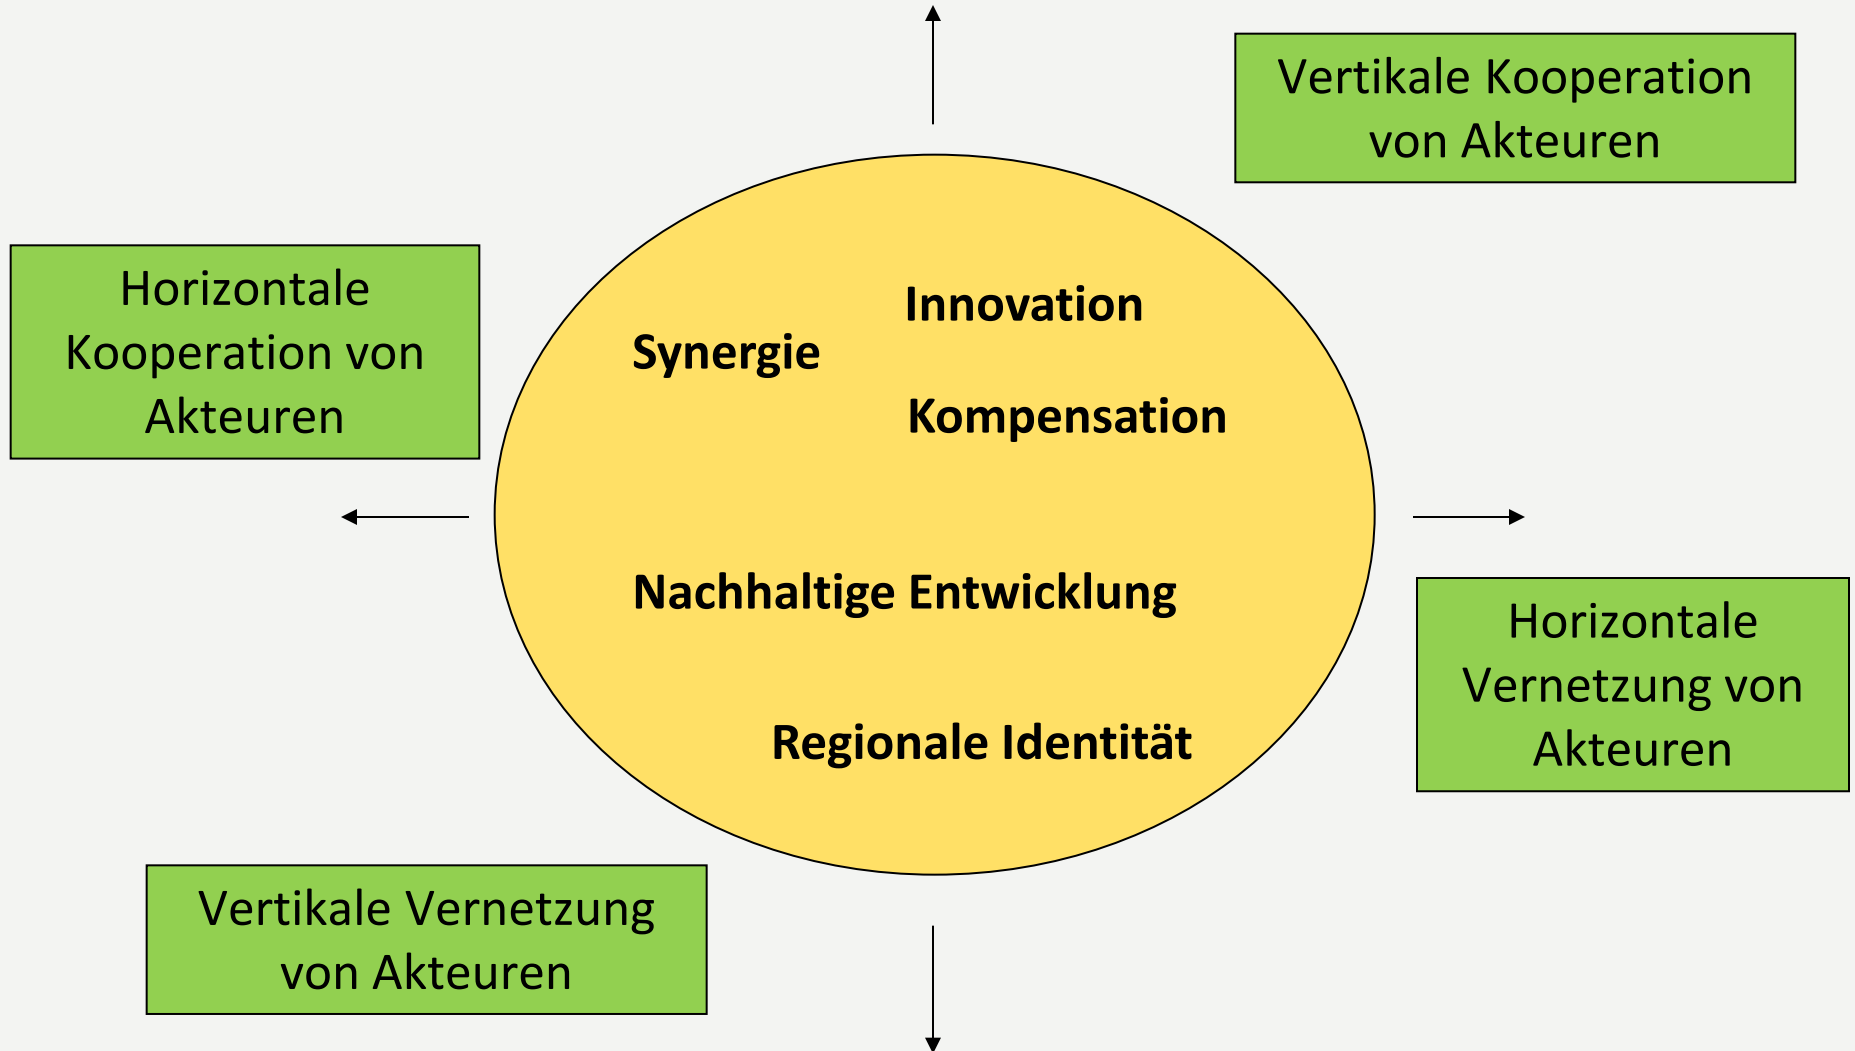 Vertikale Kooperation
von Akteuren
Horizontale
Kooperation von
Akteuren
Innovation
Synergie
Kompensation
Nachhaltige Entwicklung
Regionale Identität
Horizontale
Vernetzung von
Akteuren
Vertikale Vernetzung
von Akteuren